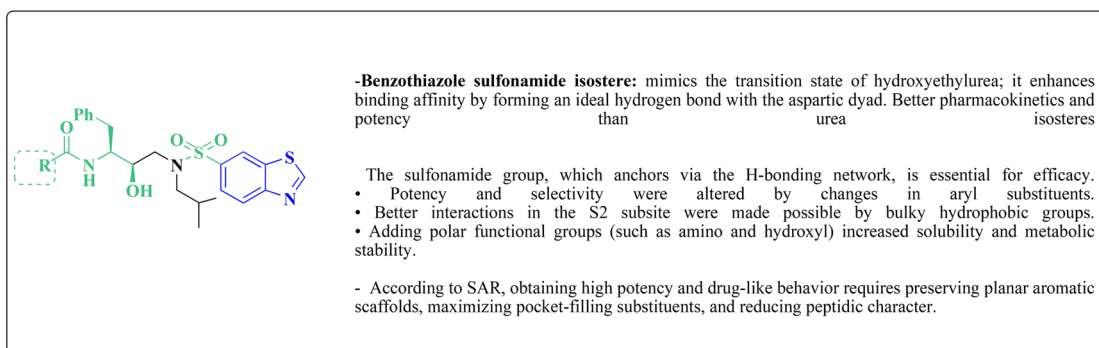 Ph
O
R
N
H
OH
N
O
S
O
S
N
-Benzothiazole sulfonamide isostere: mimics the transition state of hydroxyethylurea; it enhances
binding affinity by forming an ideal hydrogen bond with the aspartic dyad. Better pharmacokinetics and
potency than urea isosteres
The sulfonamide group, which anchors via the H-bonding network, is essential for efficacy.
• Potency and selectivity were altered by changes in aryl substituents.
• Better interactions in the S2 subsite were made possible by bulky hydrophobic groups.
• Adding polar functional groups (such as amino and hydroxyl) increased solubility and metabolic
stability.
- According to SAR, obtaining high potency and drug-like behavior requires preserving planar aromatic
scaffolds, maximizing pocket-filling substituents, and reducing peptidic character.